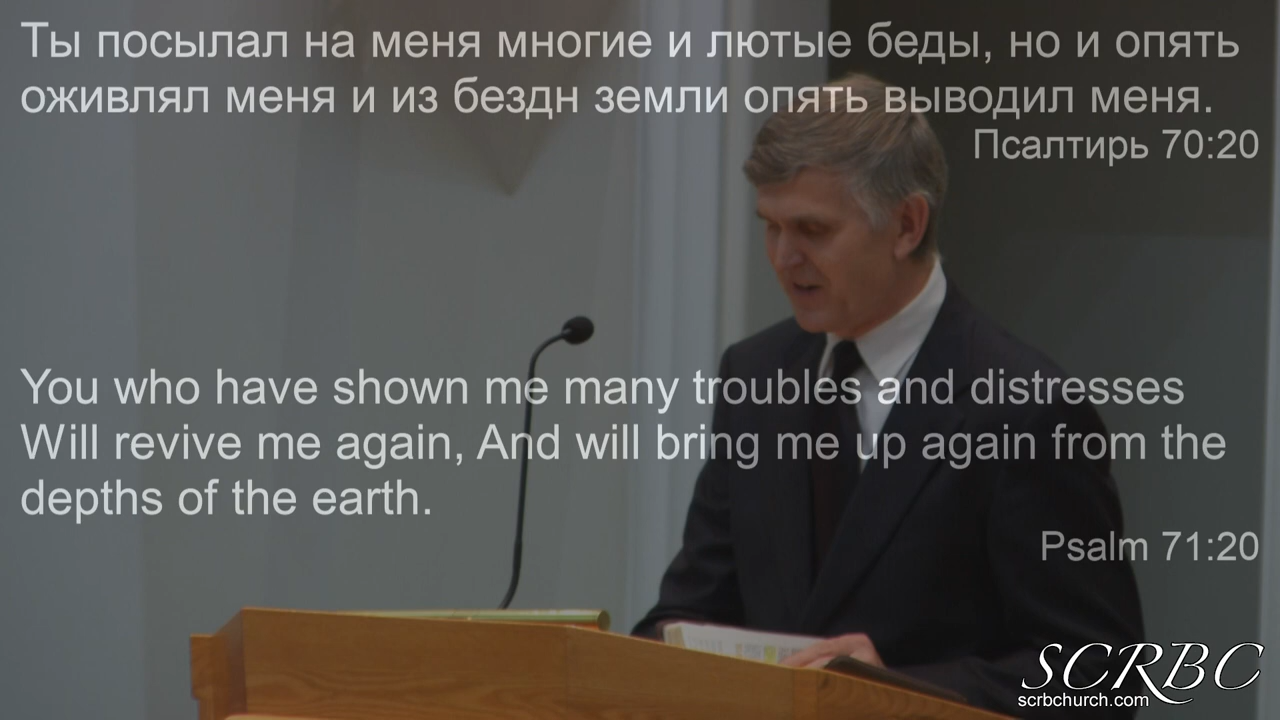 Ты посылал на меня многие и лютые беды, но и опять
оживлял меня и из бездн земли опять выводил меня.
Псалтирь 70:20
You who have shown me many troubles and distresses
Will revive me again, And will bring me up again from the
depths of the earth.
Psalm 71:20
SCRBC
scrbchurch.com